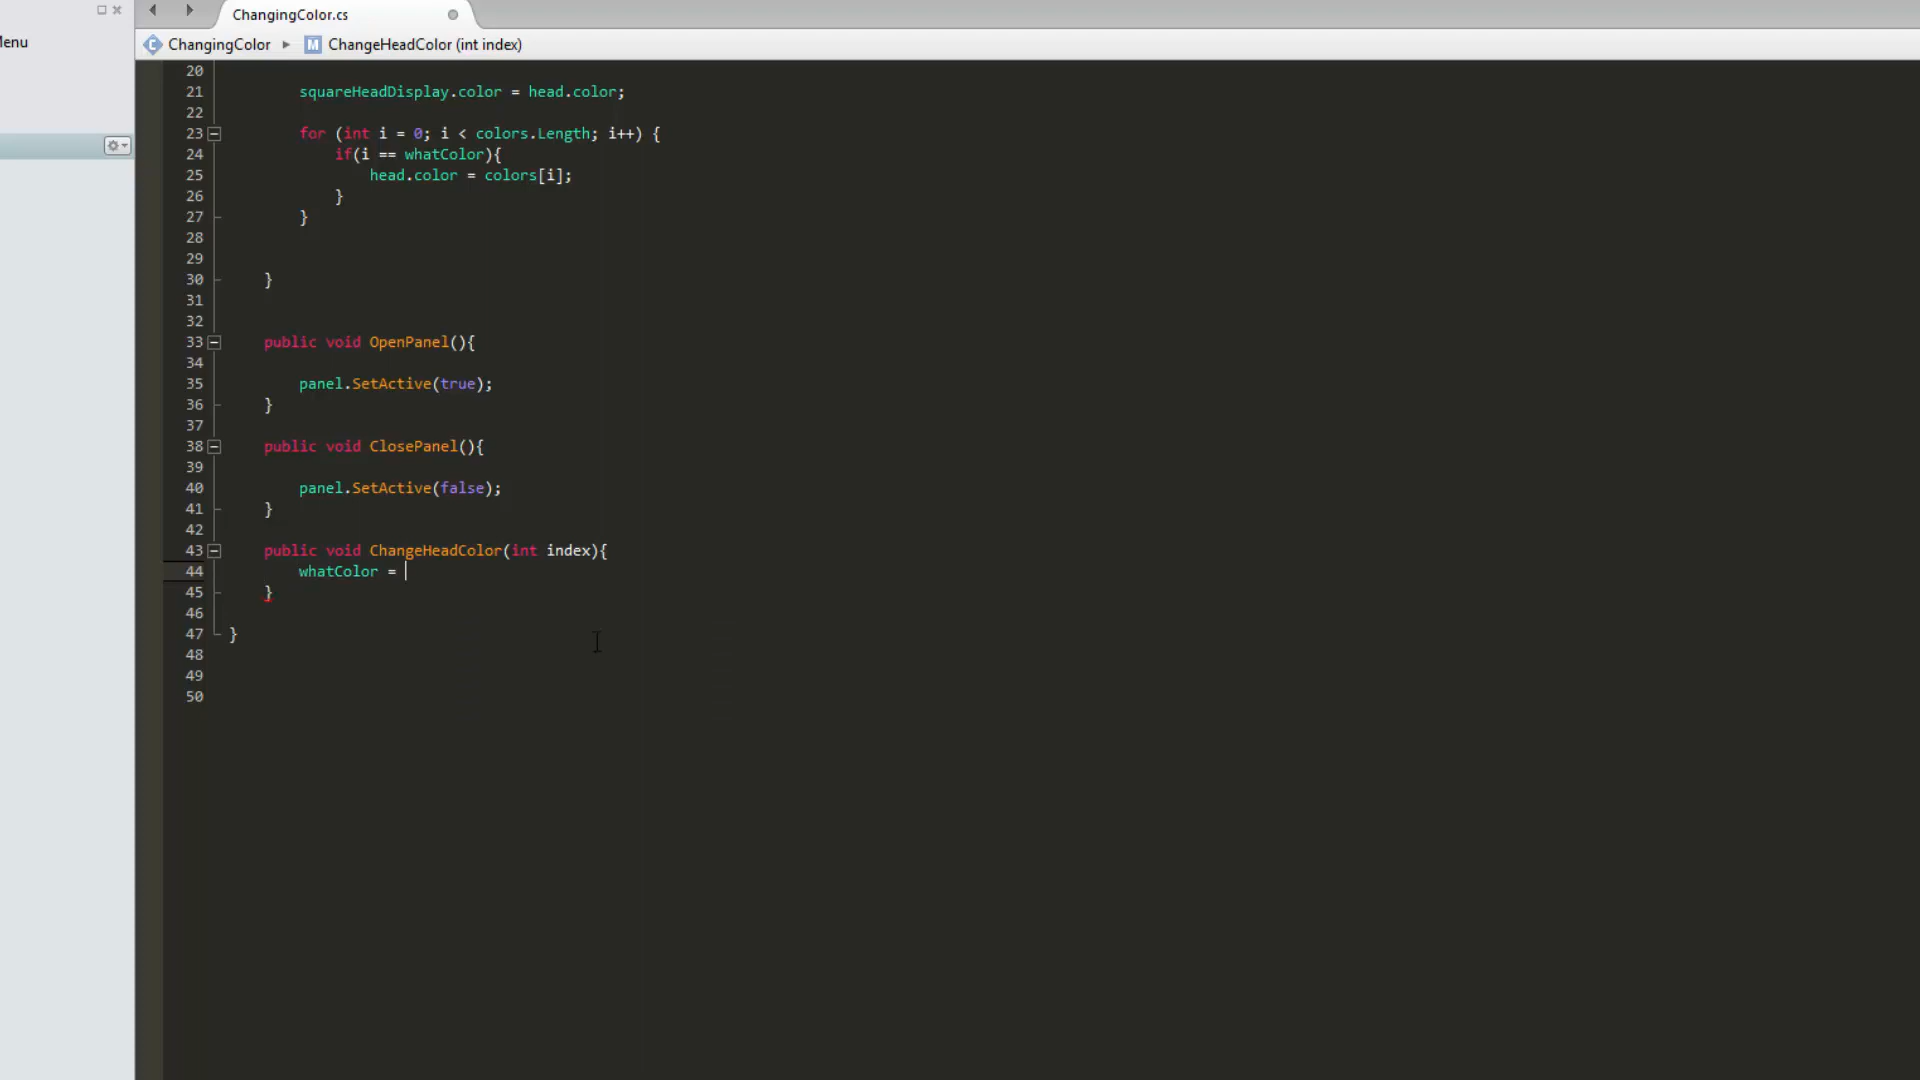 ChangingColor.cs
Menu
ChangingColor ▸ M ChangeHeadColor (int index)
20
21 squareHeadDisplay.color = head.color;
22
23 for (int i = 0; i < colors.Length; i++) {
24 if(i == whatColor){
25 head.color = colors[i];
26 }
27 }
28
29
30 }
31
32
33 public void OpenPanel(){
34
35 panel.SetActive(true);
36 }
37
38 public void ClosePanel(){
39
40 panel.SetActive(false);
41 }
42
43 public void ChangeHeadColor(int index){
44 whatColor =
45 }
46
47 }
48
49
50